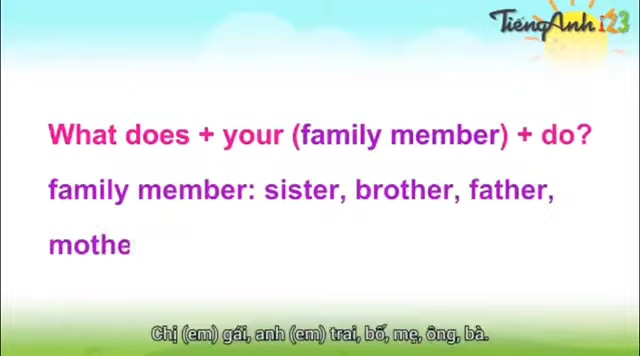 TiếngAnh123
What does + your (family member) + do?
family member: sister, brother, father,
mothe
Chị (em) gái, anh (em) trai, bố, mẹ, ông, bà.